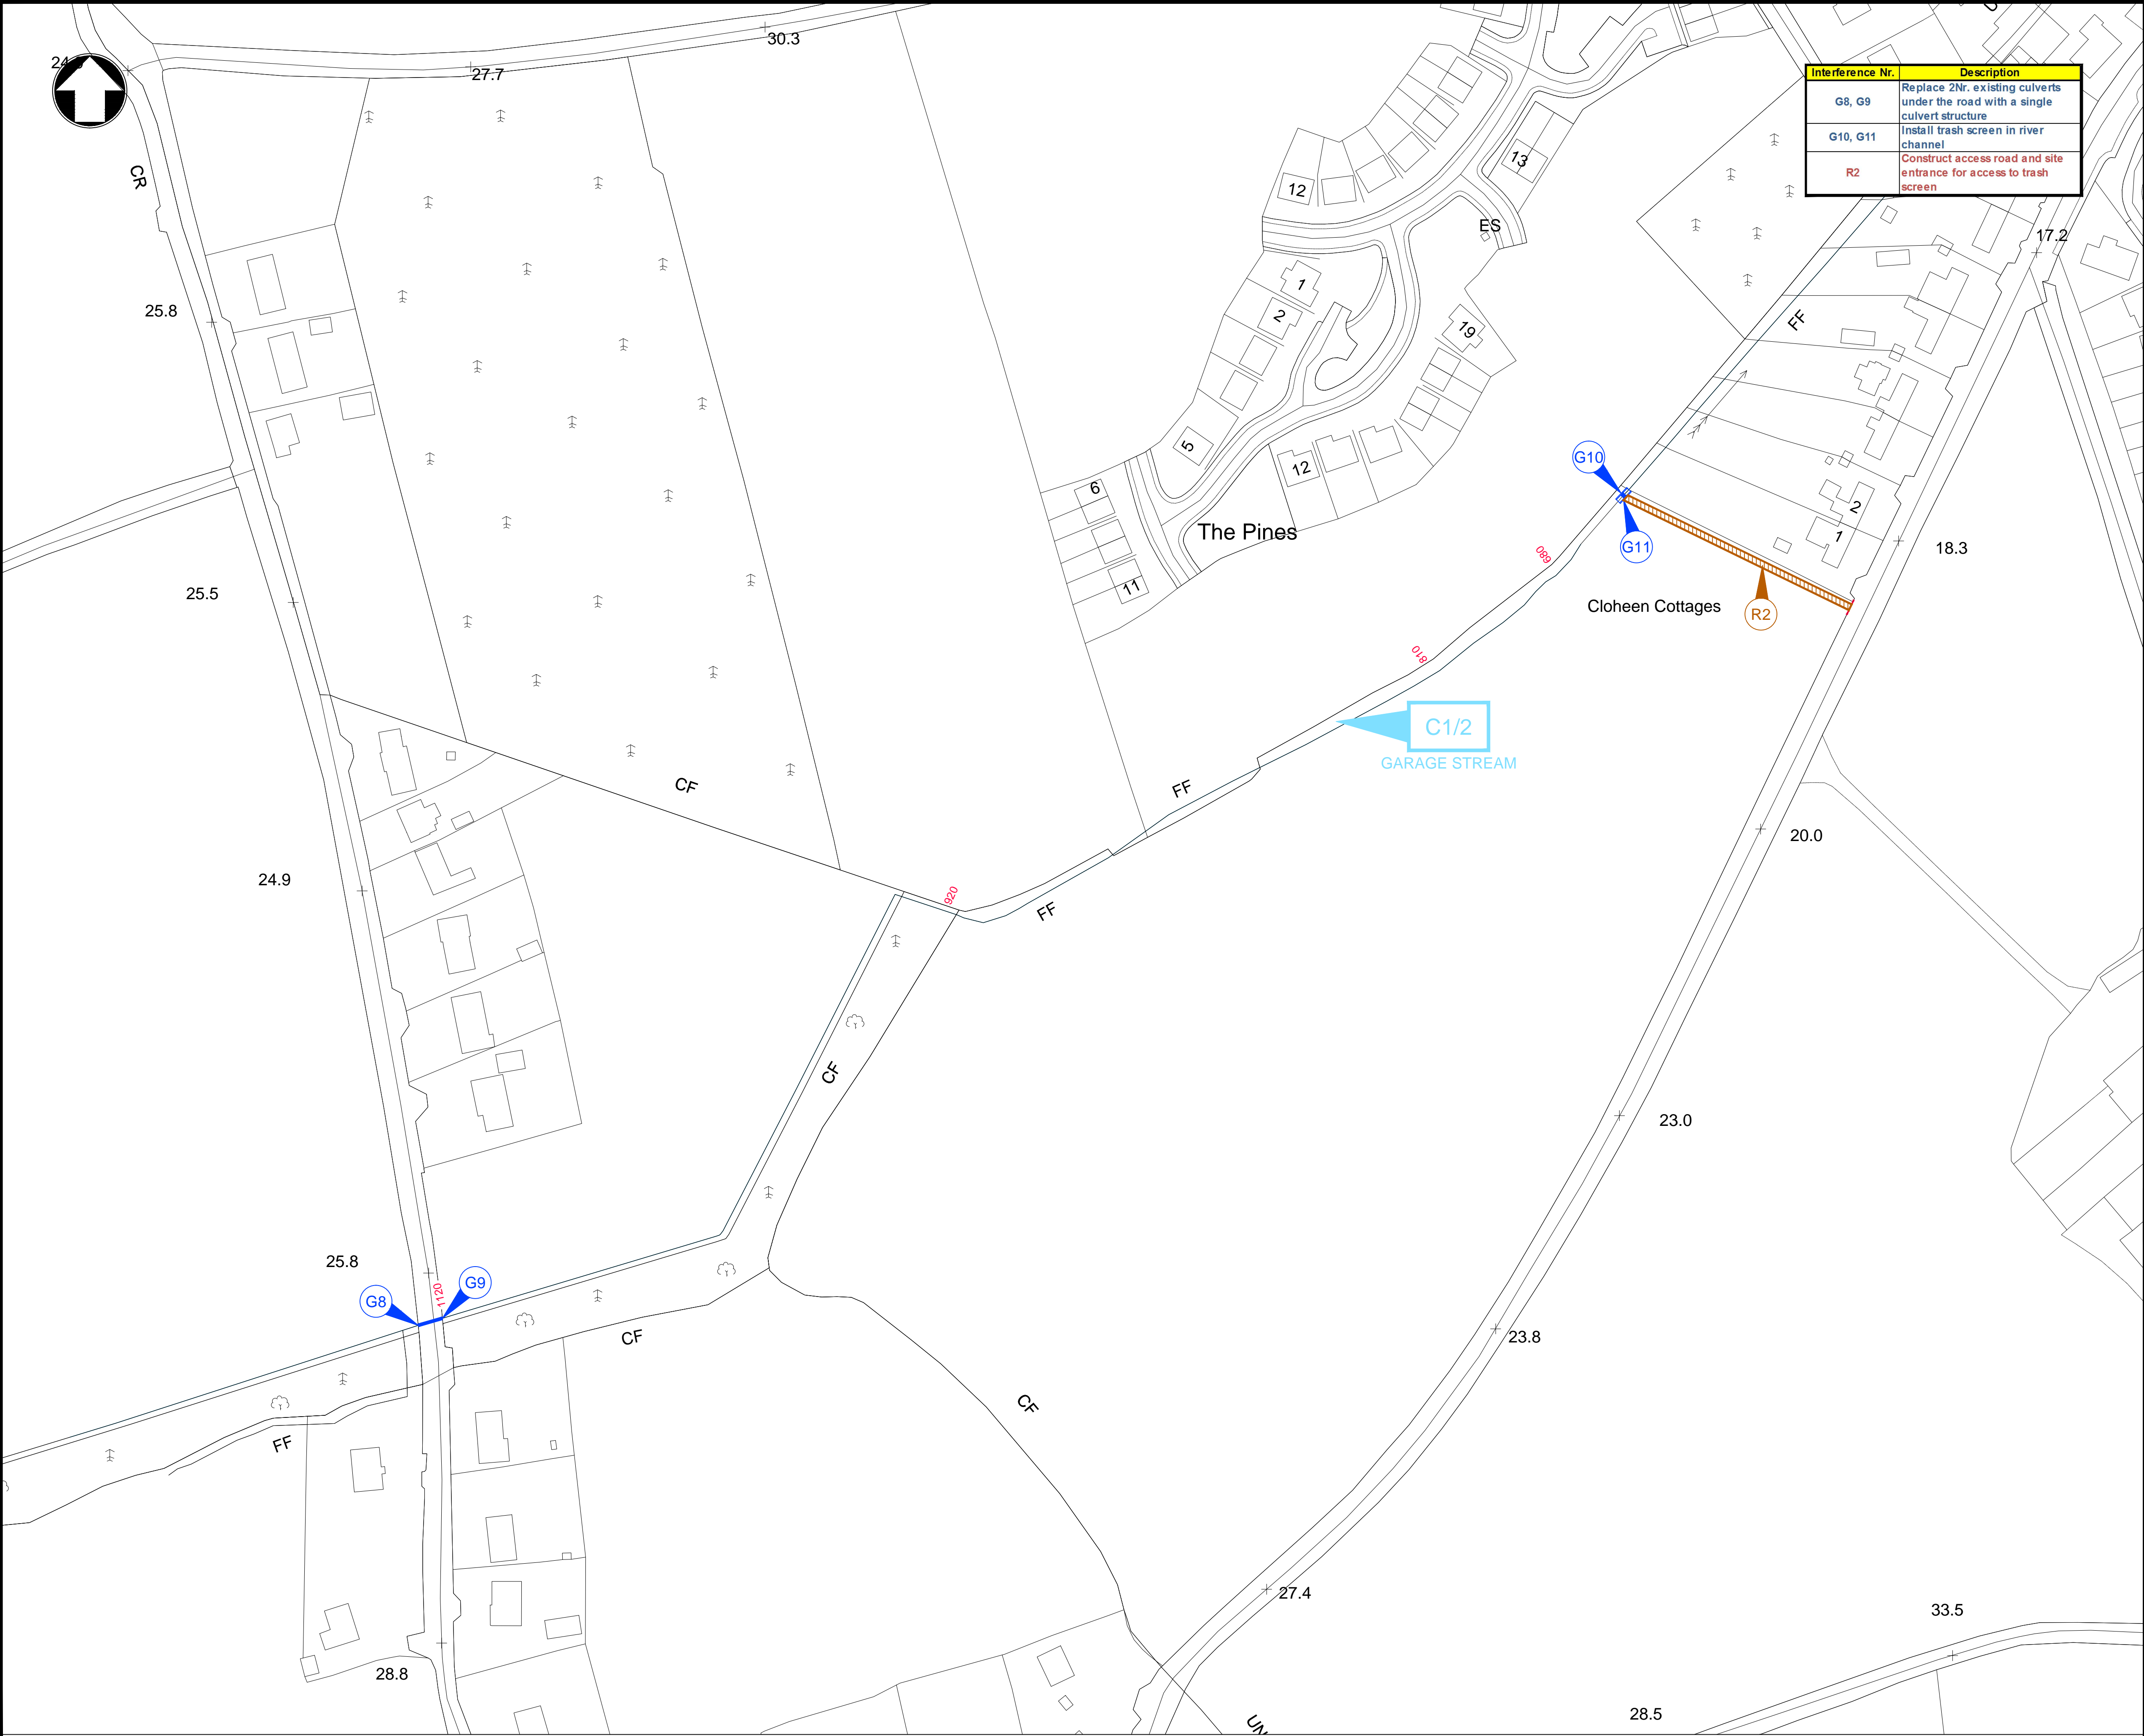 30.3
27.7
CR
Interference Nr. Description
G8, G9
Replace 2Nr. existing culverts
under the road with a single
culvert structure
G10, G11
Install trash screen in river
channel
R2
Construct access road and site
entrance for access to trash
screen
13
12
ES
17.2
1
2
25.8
19
FF
5
12
G10
6
2
The Pines
1
G11
18.3
680
11
25.5
Cloheen Cottages
R2
810
C1/2
GARAGE STREAM
CF
FF
20.0
24.9
920
FF
CF
23.0
25.8
G9
1120
G8
CF
23.8
CF
FF
27.4
33.5
28.8
28.5
UN